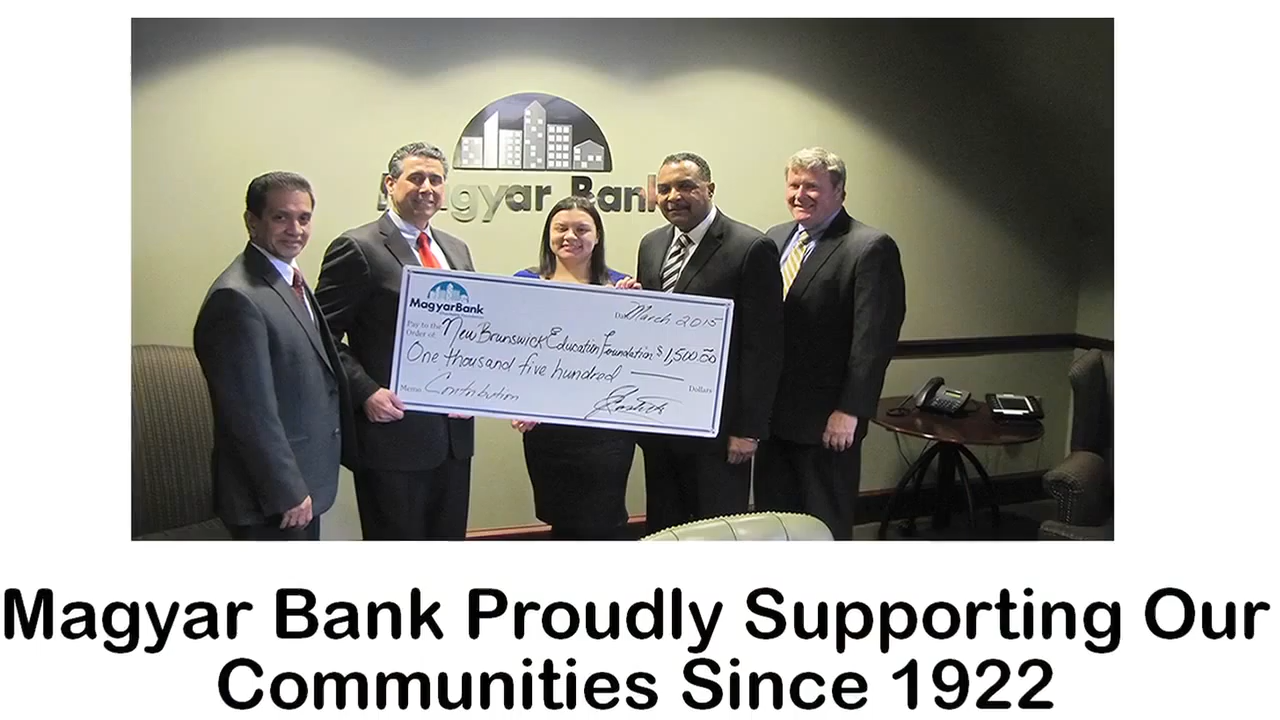 Magyar Bank
MagyarBank
Date March 2015
Pay to the
Order of New Brunswick Education Foundation $1,500.00
One thousand five hundred Dollars
Memo Contribution
Magyar Bank Proudly Supporting Our
Communities Since 1922